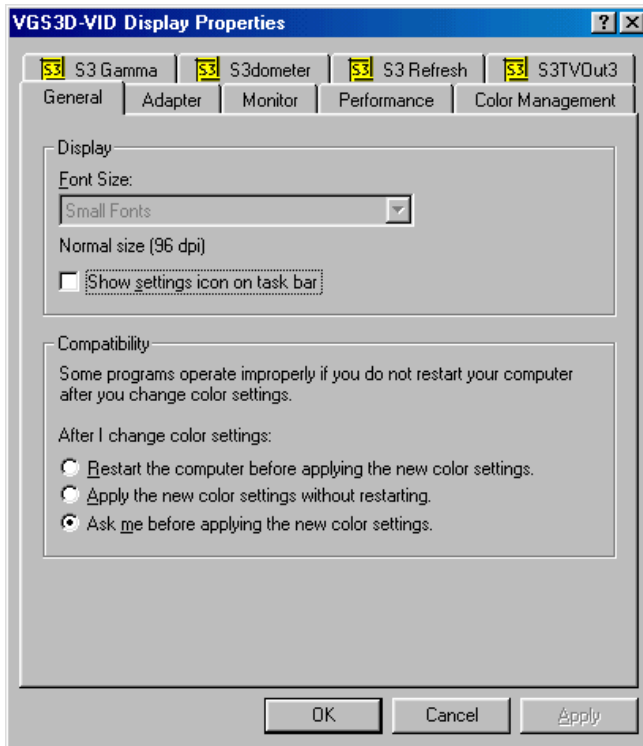 VGS3D-VID Display Properties
S3 S3 Gamma S3 S3dometer S3 S3 Refresh S3 S3TVOut3
General Adapter Monitor Performance Color Management
Display
Font Size:
Small Fonts
Normal size (96 dpi)
Show settings icon on task bar
Compatibility
Some programs operate improperly if you do not restart your computer
after you change color settings.
After I change color settings:
Restart the computer before applying the new color settings.
Apply the new color settings without restarting.
Ask me before applying the new color settings.
OK Cancel Apply